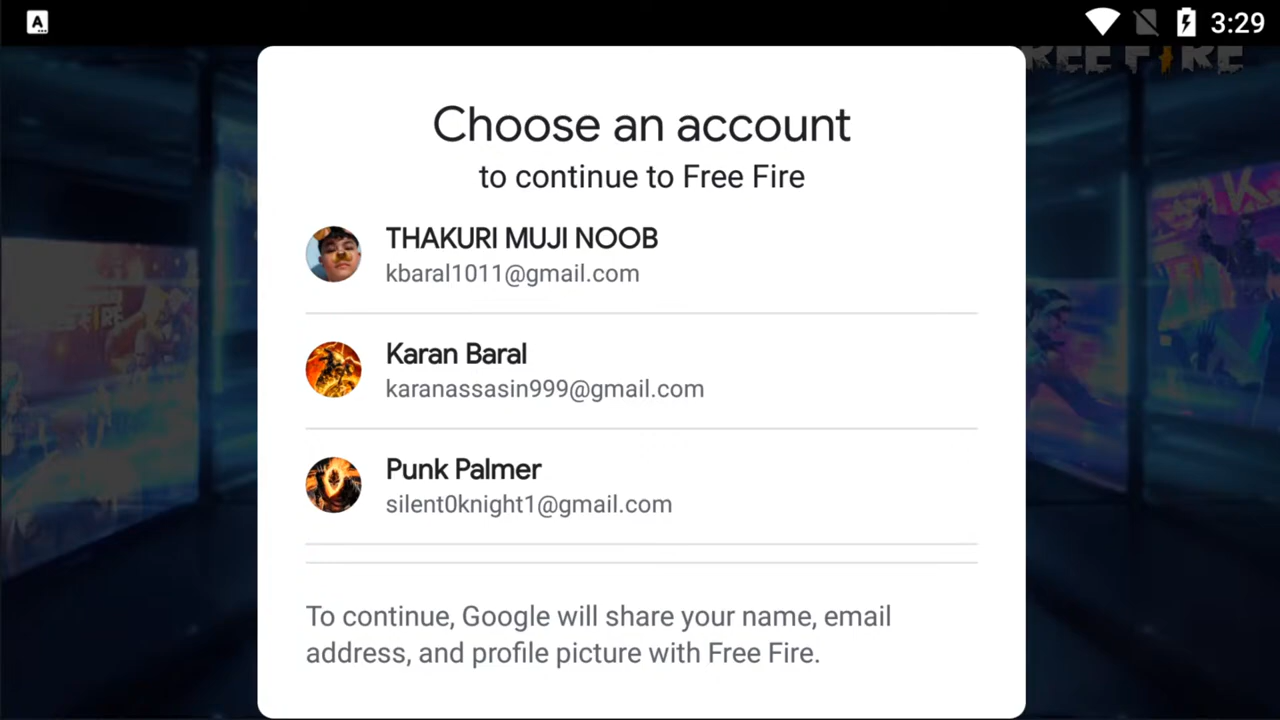 3:29
FREE FIRE
Choose an account
to continue to Free Fire
THAKURI MUJI NOOB
kbaral1011@gmail.com
Karan Baral
karanassasin999@gmail.com
Punk Palmer
silent0knight1@gmail.com
To continue, Google will share your name, email
address, and profile picture with Free Fire.